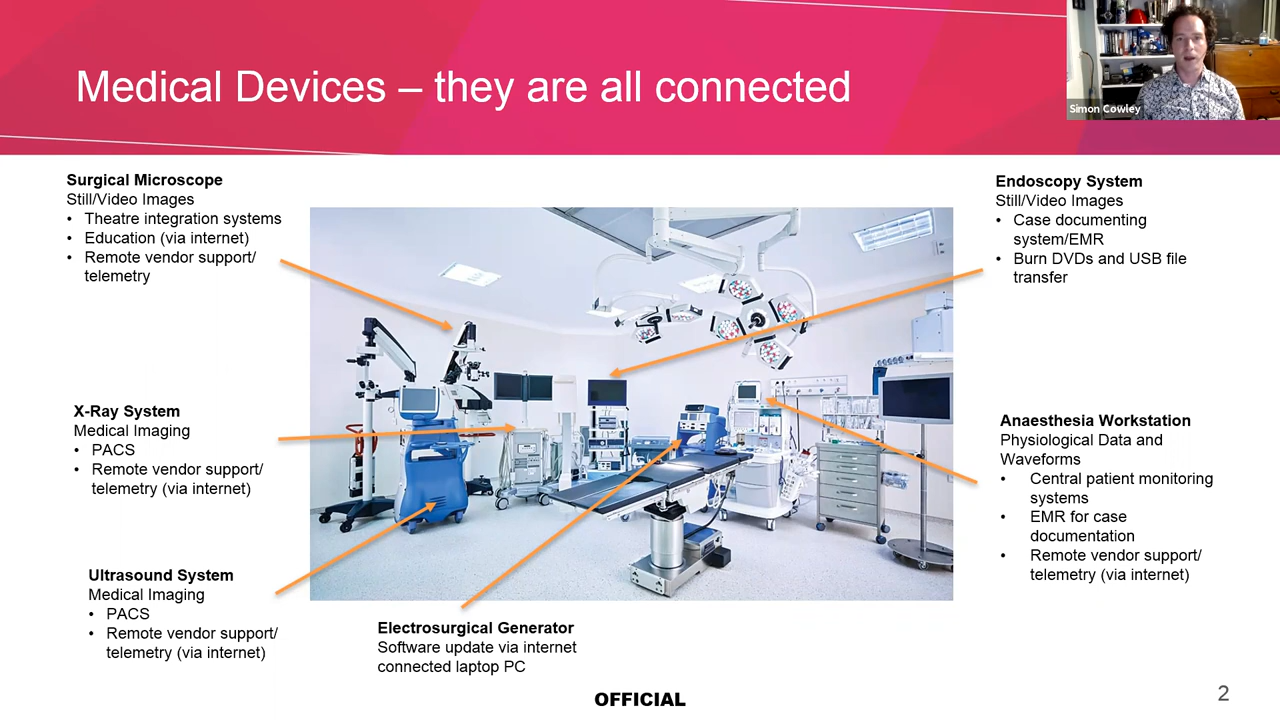 Medical Devices – they are all connected
Simon Cowley
Surgical Microscope
Still/Video Images
• Theatre integration systems
• Education (via internet)
• Remote vendor support/
telemetry
X-Ray System
Medical Imaging
• PACS
• Remote vendor support/
telemetry (via internet)
Ultrasound System
Medical Imaging
• PACS
• Remote vendor support/
telemetry (via internet)
Electrosurgical Generator
Software update via internet
connected laptop PC
Endoscopy System
Still/Video Images
• Case documenting
system/EMR
• Burn DVDs and USB file
transfer
Anaesthesia Workstation
Physiological Data and
Waveforms
• Central patient monitoring
systems
• EMR for case
documentation
• Remote vendor support/
telemetry (via internet)
OFFICIAL
2